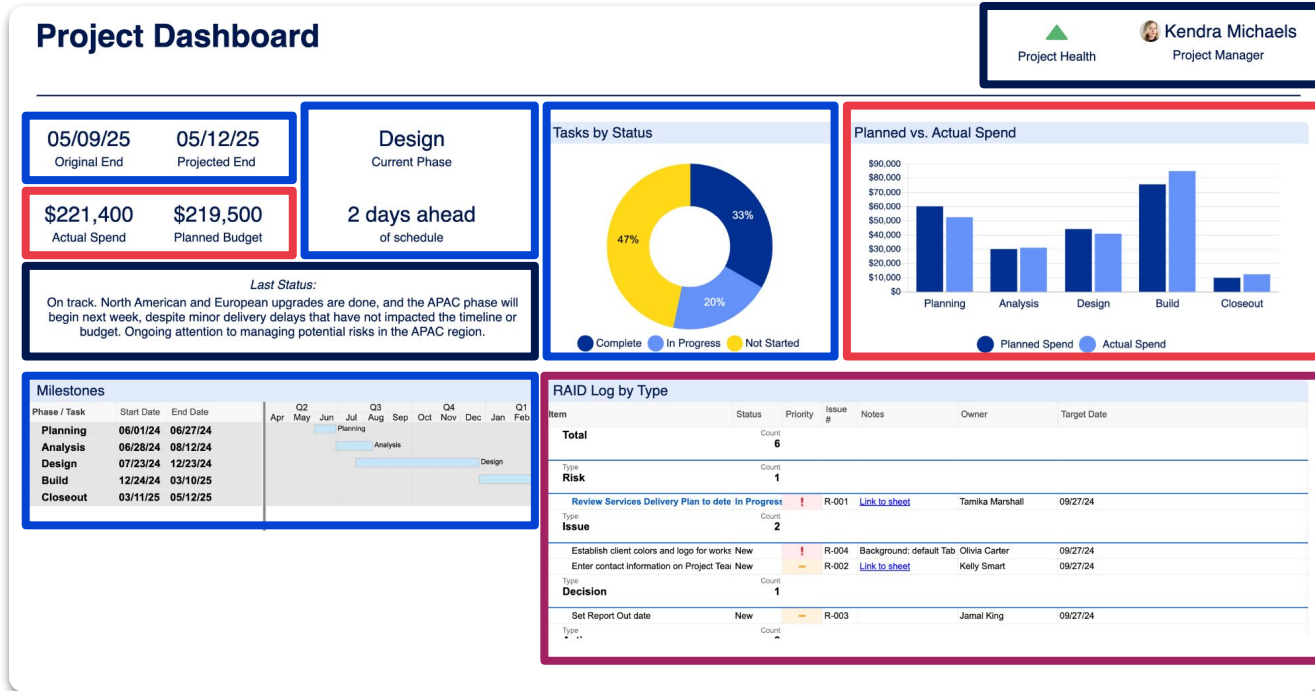 Project Dashboard
Project Health
Kendra Michaels
Project Manager
05/09/25 05/12/25
Original End Projected End
$221,400 $219,500
Actual Spend Planned Budget
Design
Current Phase
2 days ahead
of schedule
Last Status:
On track. North American and European upgrades are done, and the APAC phase will
begin next week, despite minor delivery delays that have not impacted the timeline or
budget. Ongoing attention to managing potential risks in the APAC region.
Tasks by Status
33%
47%
20%
Complete In Progress Not Started
Planned vs. Actual Spend
$90,000
$80,000
$70,000
$60,000
$50,000
$40,000
$30,000
$20,000
$10,000
$0
Planning Analysis Design Build Closeout
Planned Spend Actual Spend
Milestones
Phase / Task Start Date End Date
Q2 Q3 Q4 Q1
Apr May Jun Jul Aug Sep Oct Nov Dec Jan Feb
Planning 06/01/24 06/27/24 Planning
Analysis 06/28/24 08/12/24 Analysis
Design 07/23/24 12/23/24 Design
Build 12/24/24 03/10/25
Closeout 03/11/25 05/12/25
RAID Log by Type
Item Status Priority Issue # Notes Owner Target Date
Total Count 6
Type Count
Risk 1
Review Services Delivery Plan to dete In Progress ! R-001 Link to sheet Tamika Marshall 09/27/24
Type Count
Issue 2
Establish client colors and logo for works New ! R-004 Background: default Tab Olivia Carter 09/27/24
Enter contact information on Project Tea New R-002 Link to sheet Kelly Smart 09/27/24
Type Count
Decision 1
Set Report Out date New R-003 Jamal King 09/27/24
Type Count